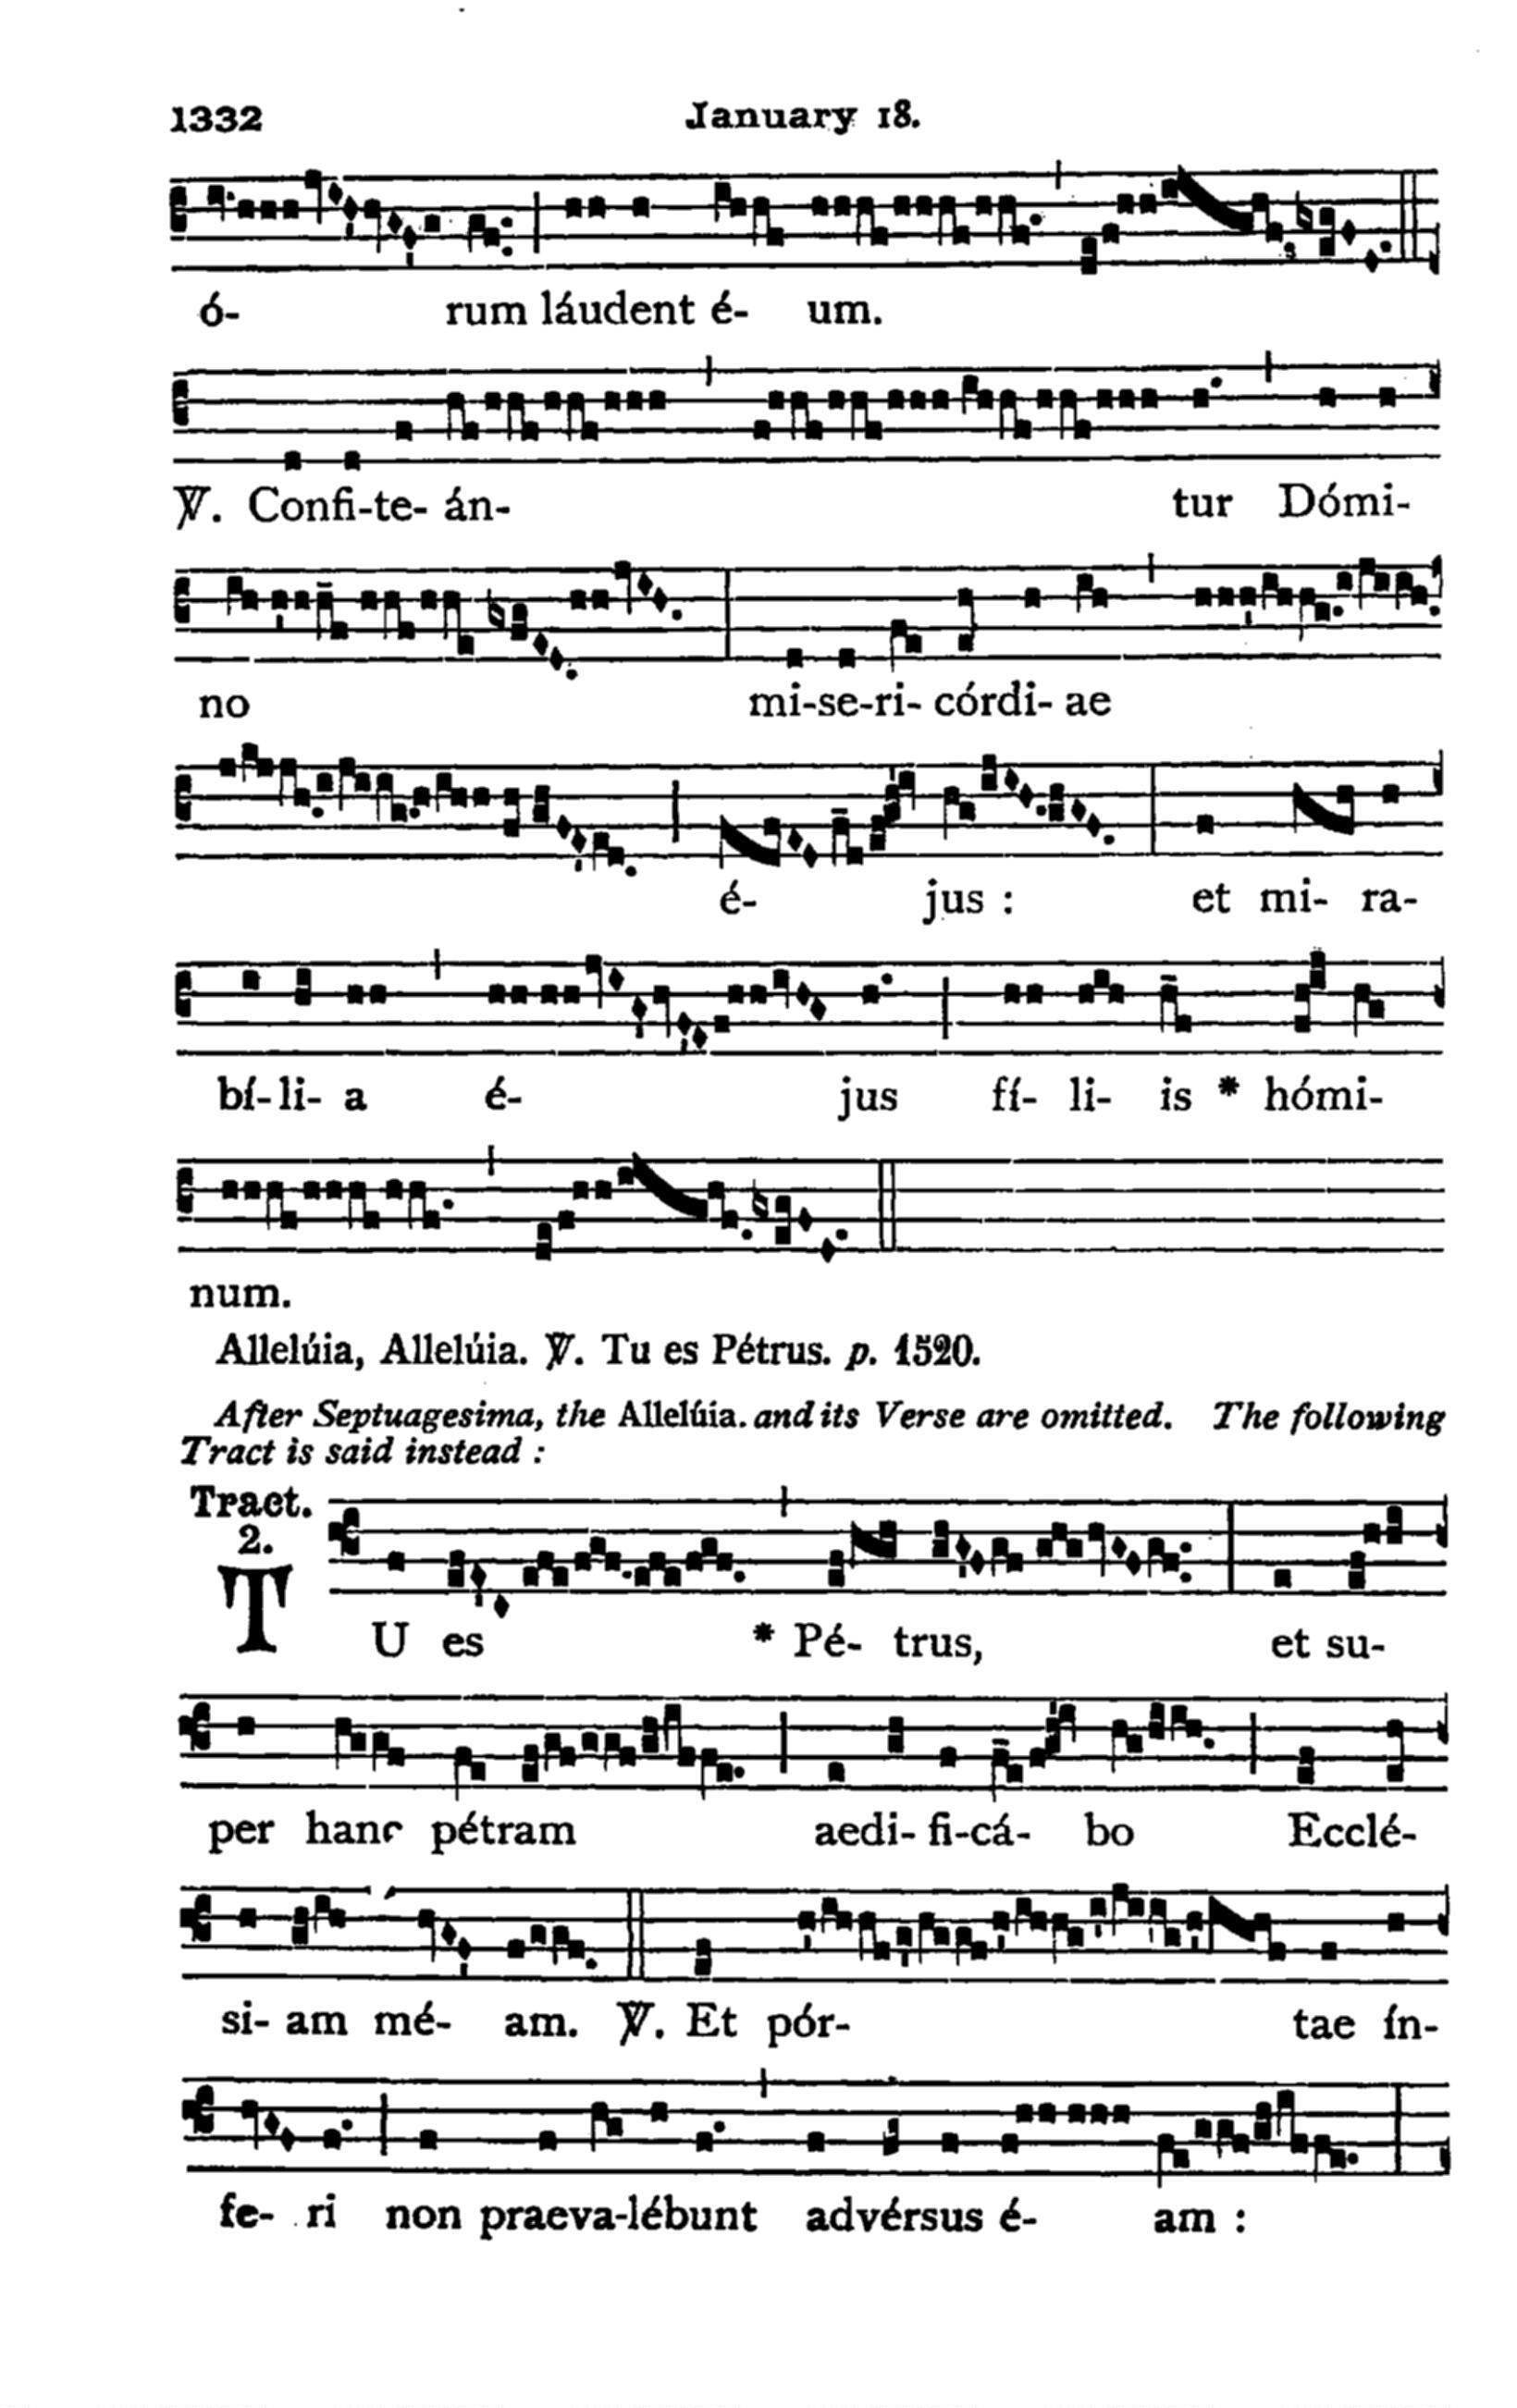 1332 January 18.
ó- rum láudent é- um.
℣. Confi-te- án- tur Dómi-
no mi-se-ri- córdi- ae
é- jus : et mi- ra-
bí- li- a é- jus fí- li- is * hómi-
num.
Allelúia, Allelúia. ℣. Tu es Pétrus. p. 1520.
After Septuagesima, the Allelúia. and its Verse are omitted. The following
Tract is said instead :
Tract.
2.
TU es * Pé- trus, et su-
per hanc pétram aedi- fi-cá- bo Ecclé-
si- am mé- am. ℣. Et pór- tae ín-
fe- ri non praeva-lébunt advérsus é- am :